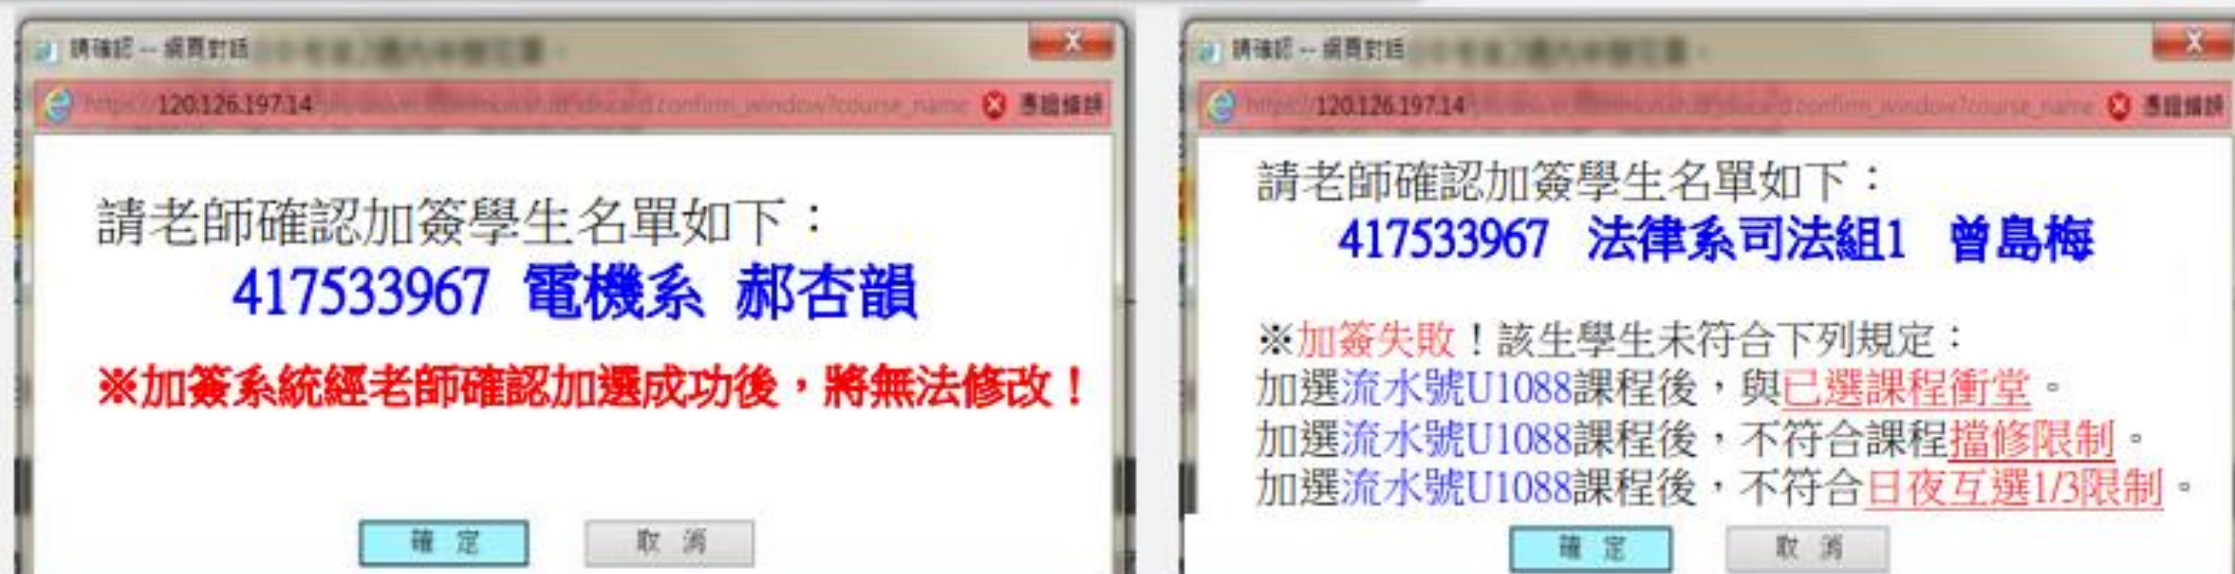 請確認 -- 網頁對話
120.126.197.14
憑證錯誤
請老師確認加簽學生名單如下：
417533967 電機系 郝杏韻
※加簽系統經老師確認加選成功後，將無法修改！
確 定
取 消
請確認 -- 網頁對話
120.126.197.14
憑證錯誤
請老師確認加簽學生名單如下：
417533967 法律系司法組1 曾島梅
※加簽失敗！該生學生未符合下列規定：
加選流水號U1088課程後，與已選課程衝堂。
加選流水號U1088課程後，不符合課程擋修限制。
加選流水號U1088課程後，不符合日夜互選1/3限制。
確 定
取 消